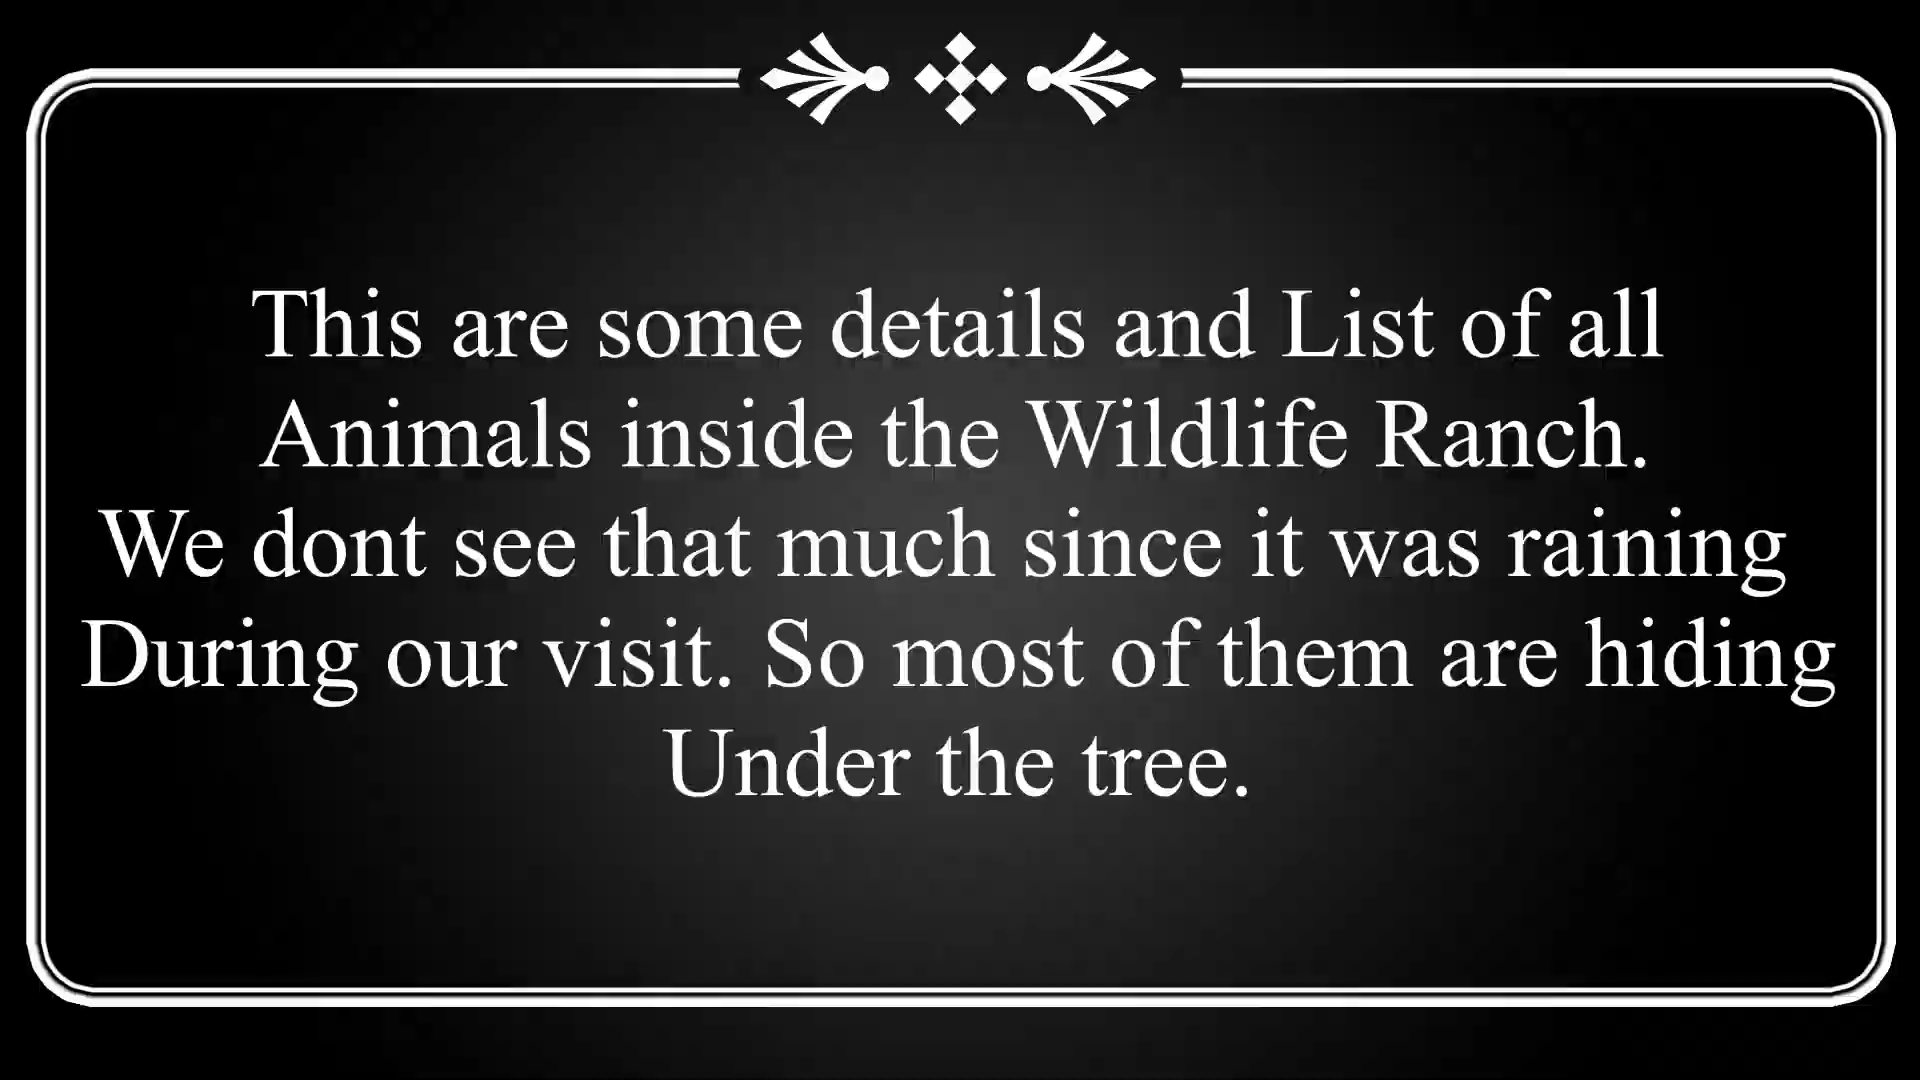 This are some details and List of all
Animals inside the Wildlife Ranch.
We dont see that much since it was raining
During our visit. So most of them are hiding
Under the tree.